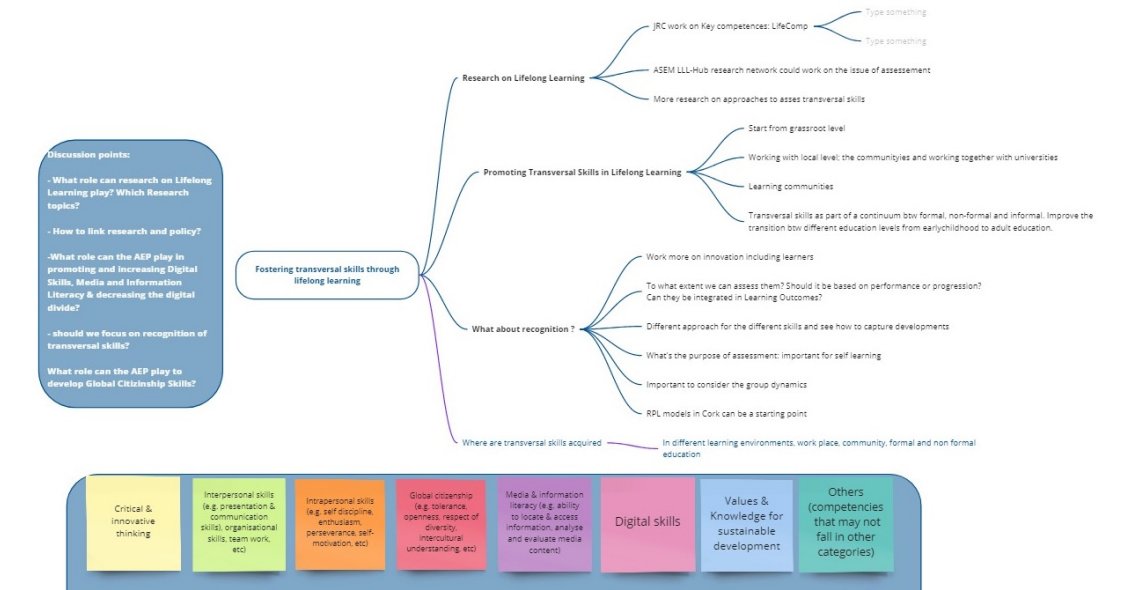 Discussion points:
- What role can research on Lifelong
Learning play? Which Research
topics?
- How to link research and policy?
-What role can the AEP play in
promoting and increasing Digital
Skills, Media and Information
Literacy & decreasing the digital
divide?
- should we focus on recognition of
transversal skills?
What role can the AEP play to
develop Global Citizinship Skills?
Fostering transversal skills through
lifelong learning
Research on Lifelong Learning
JRC work on Key competences: LifeComp
Type something
Type something
ASEM LLL-Hub research network could work on the issue of assessement
More research on approaches to asses transversal skills
Promoting Transversal Skills in Lifelong Learning
Start from grassroot level
Working with local level; the communityies and working together with universities
Learning communities
Transversal skills as part of a continuum btw formal, non-formal and informal. Improve the
transition btw different education levels from earlychildhood to adult education.
What about recognition ?
Work more on innovation including learners
To what extent we can assess them? Should it be based on performance or progression?
Can they be integrated in Learning Outcomes?
Different approach for the different skills and see how to capture developments
What's the purpose of assessment: important for self learning
Important to consider the group dynamics
RPL models in Cork can be a starting point
Where are transversal skills acquired
In different learning environments, work place, community, formal and non formal
education
Critical &
innovative
thinking
Interpersonal skills
(e.g. presentation &
communication
skills), organisational
skills, team work,
etc)
Intrapersonal skills
(e.g. self discipline,
enthusiasm,
perseverance, self-
motivation, etc)
Global citizenship
(e.g. tolerance,
openness, respect of
diversity,
intercultural
understanding, etc)
Media & information
literacy (e.g. ability
to locate & access
information, analyse
and evaluate media
content)
Digital skills
Values &
Knowledge for
sustainable
development
Others
(competencies
that may not
fall in other
categories)